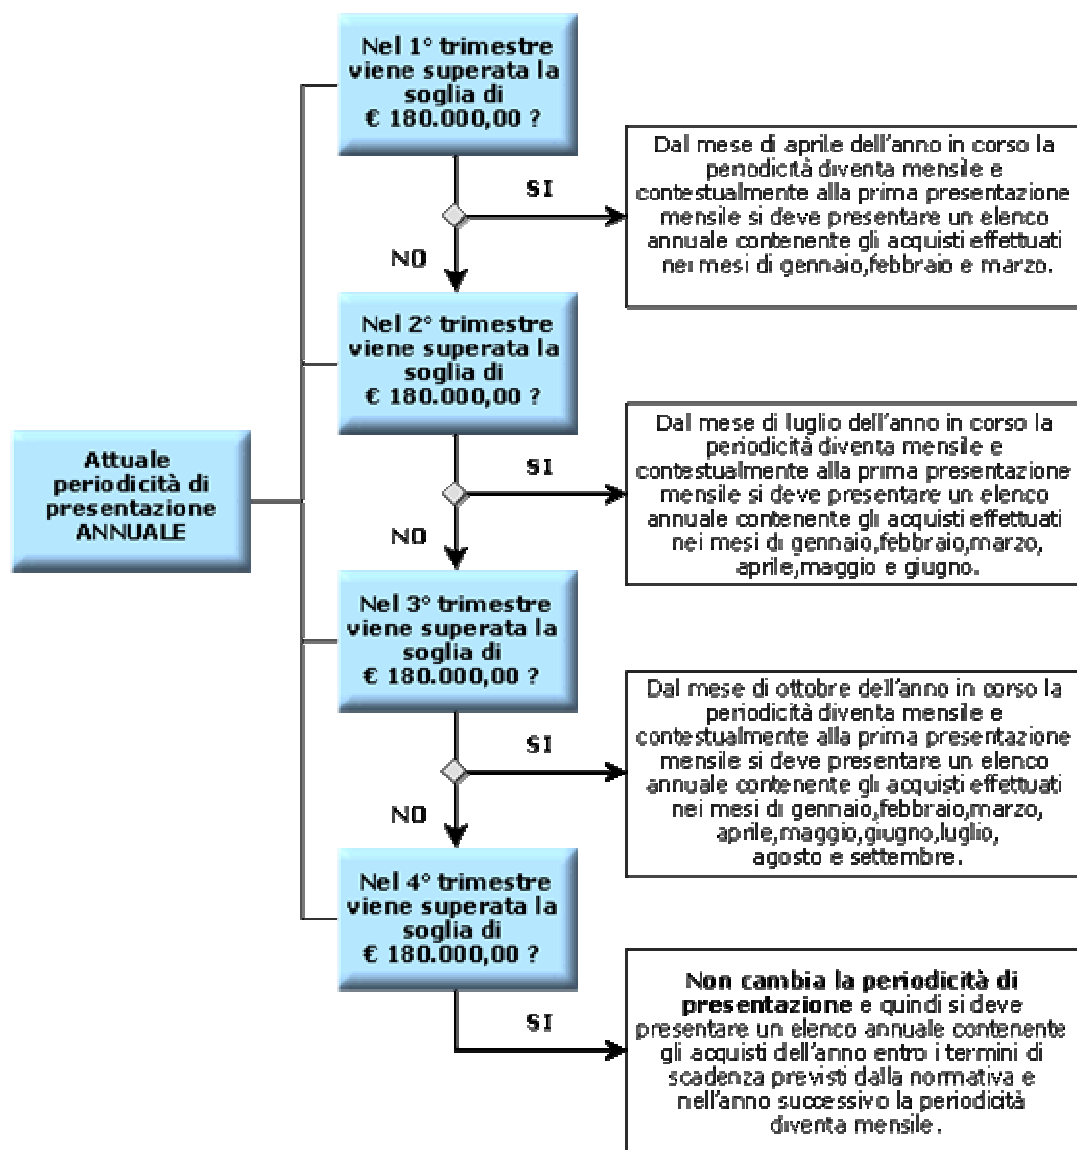 Nel 1° trimestre
viene superata la
soglia di
€ 180.000,00 ?
SI
NO
Dal mese di aprile dell'anno in corso la
periodicità diventa mensile e
contestualmente alla prima presentazione
mensile si deve presentare un elenco
annuale contenente gli acquisti effettuati
nei mesi di gennaio,febbraio e marzo.
Nel 2° trimestre
viene superata la
soglia di
€ 180.000,00 ?
SI
NO
Dal mese di luglio dell'anno in corso la
periodicità diventa mensile e
contestualmente alla prima presentazione
mensile si deve presentare un elenco
annuale contenente gli acquisti effettuati
nei mesi di gennaio,febbraio,marzo,
aprile,maggio e giugno.
Attuale
periodicità di
presentazione
ANNUALE
Nel 3° trimestre
viene superata la
soglia di
€ 180.000,00 ?
SI
NO
Dal mese di ottobre dell'anno in corso la
periodicità diventa mensile e
contestualmente alla prima presentazione
mensile si deve presentare un elenco
annuale contenente gli acquisti effettuati
nei mesi di gennaio,febbraio,marzo,
aprile,maggio,giugno,luglio,
agosto e settembre.
Nel 4° trimestre
viene superata la
soglia di
€ 180.000,00 ?
SI
Non cambia la periodicità di
presentazione e quindi si deve
presentare un elenco annuale contenente
gli acquisti dell'anno entro i termini di
scadenza previsti dalla normativa e
nell'anno successivo la periodicità
diventa mensile.